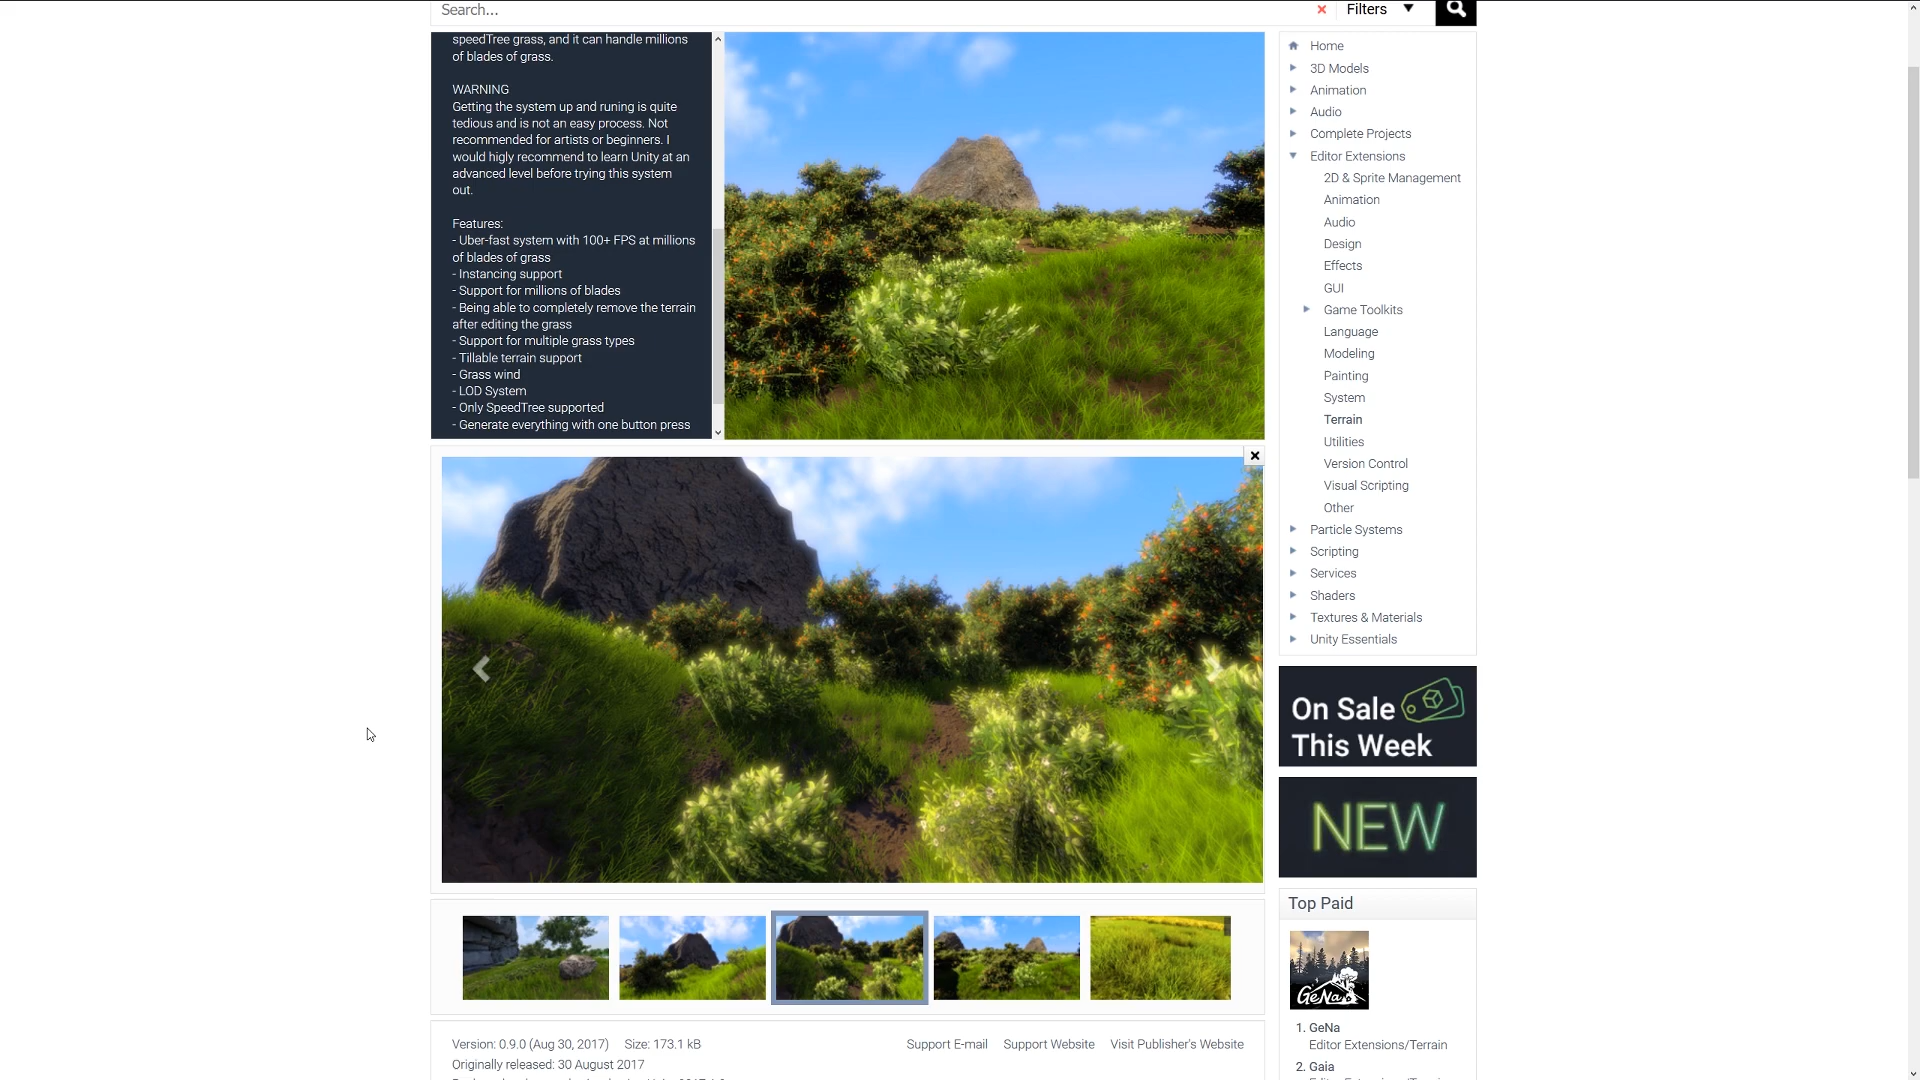 Search...
Filters
speedTree grass, and it can handle millions
of blades of grass.
WARNING
Getting the system up and runing is quite
tedious and is not an easy process. Not
recommended for artists or beginners. I
would higly recommend to learn Unity at an
advanced level before trying this system
out.
Features:
- Uber-fast system with 100+ FPS at millions
of blades of grass
- Instancing support
- Support for millions of blades
- Being able to completely remove the terrain
after editing the grass
- Support for multiple grass types
- Tillable terrain support
- Grass wind
- LOD System
- Only SpeedTree supported
- Generate everything with one button press
Home
3D Models
Animation
Audio
Complete Projects
Editor Extensions
2D & Sprite Management
Animation
Audio
Design
Effects
GUI
Game Toolkits
Language
Modeling
Painting
System
Terrain
Utilities
Version Control
Visual Scripting
Other
Particle Systems
Scripting
Services
Shaders
Textures & Materials
Unity Essentials
On Sale
This Week
NEW
Top Paid
GeNa
1. GeNa
Editor Extensions/Terrain
2. Gaia
Version: 0.9.0 (Aug 30, 2017) Size: 173.1 kB
Support E-mail Support Website Visit Publisher's Website
Originally released: 30 August 2017